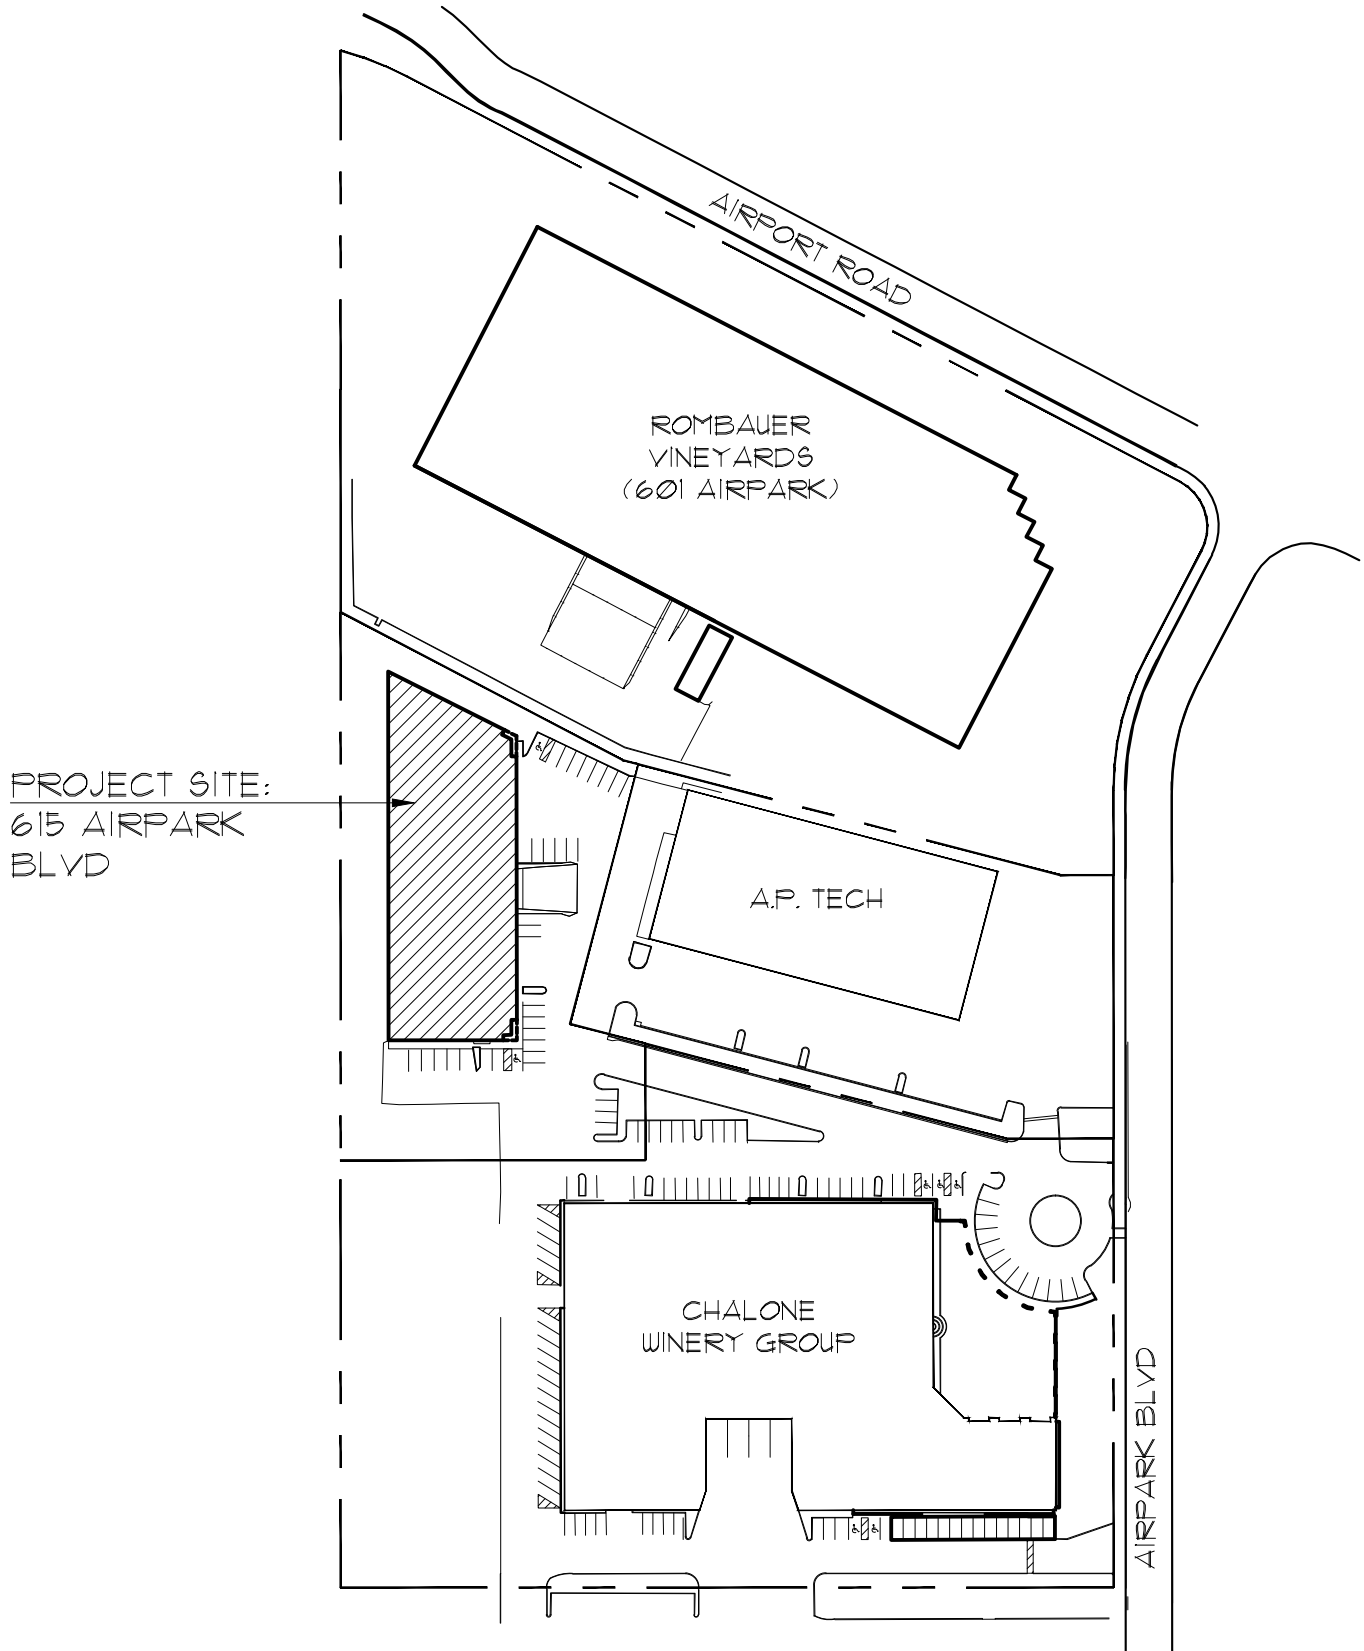 AIRPORT ROAD
ROMBAUER
VINEYARDS
(601 AIRPARK)
PROJECT SITE:
615 AIRPARK
BLVD
A.P. TECH
CHALONE
WINERY GROUP
AIRPARK BLVD